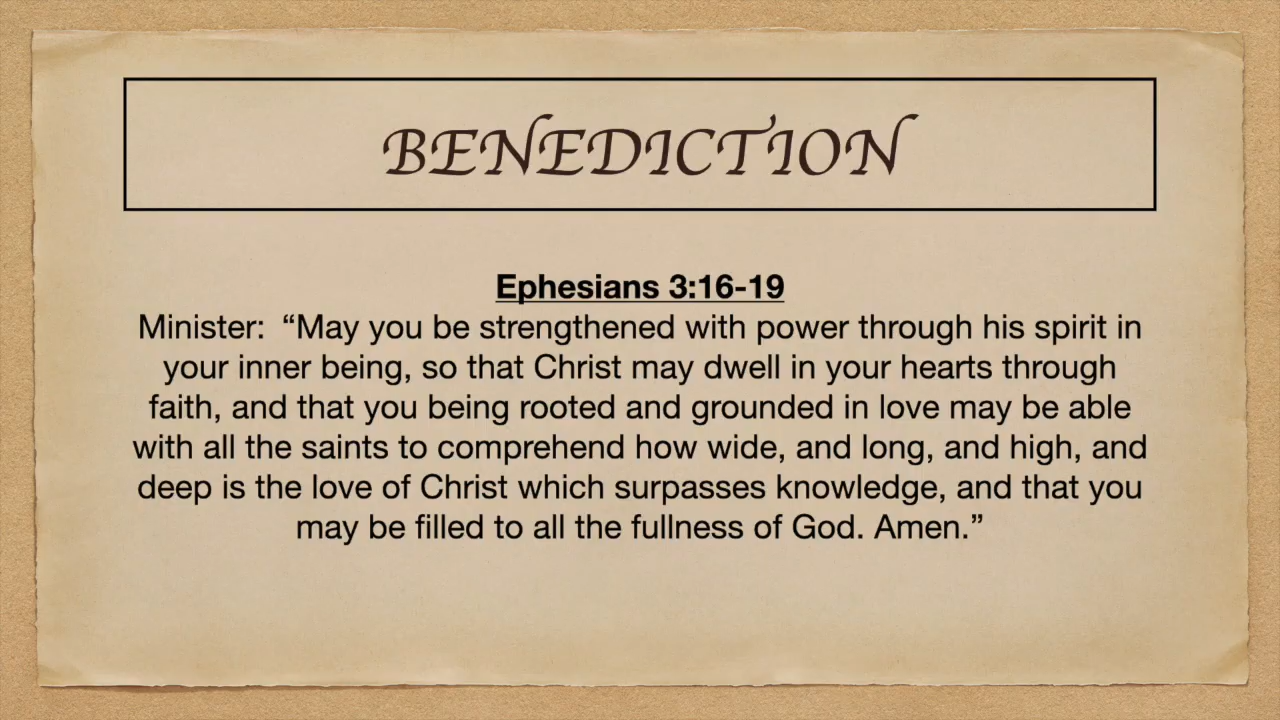 BENEDICTION
Ephesians 3:16-19
Minister:  “May you be strengthened with power through his spirit in
your inner being, so that Christ may dwell in your hearts through
faith, and that you being rooted and grounded in love may be able
with all the saints to comprehend how wide, and long, and high, and
deep is the love of Christ which surpasses knowledge, and that you
may be filled to all the fullness of God. Amen.”